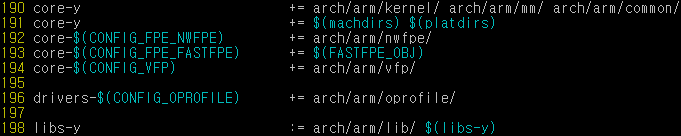 190 core-y += arch/arm/kernel/ arch/arm/mm/ arch/arm/common/
191 core-y += $(machdirs) $(platdirs)
192 core-$(CONFIG_FPE_NWFPE) += arch/arm/nwfpe/
193 core-$(CONFIG_FPE_FASTFPE) += $(FASTFPE_OBJ)
194 core-$(CONFIG_VFP) += arch/arm/vfp/
195
196 drivers-$(CONFIG_OPROFILE) += arch/arm/oprofile/
197
198 libs-y := arch/arm/lib/ $(libs-y)